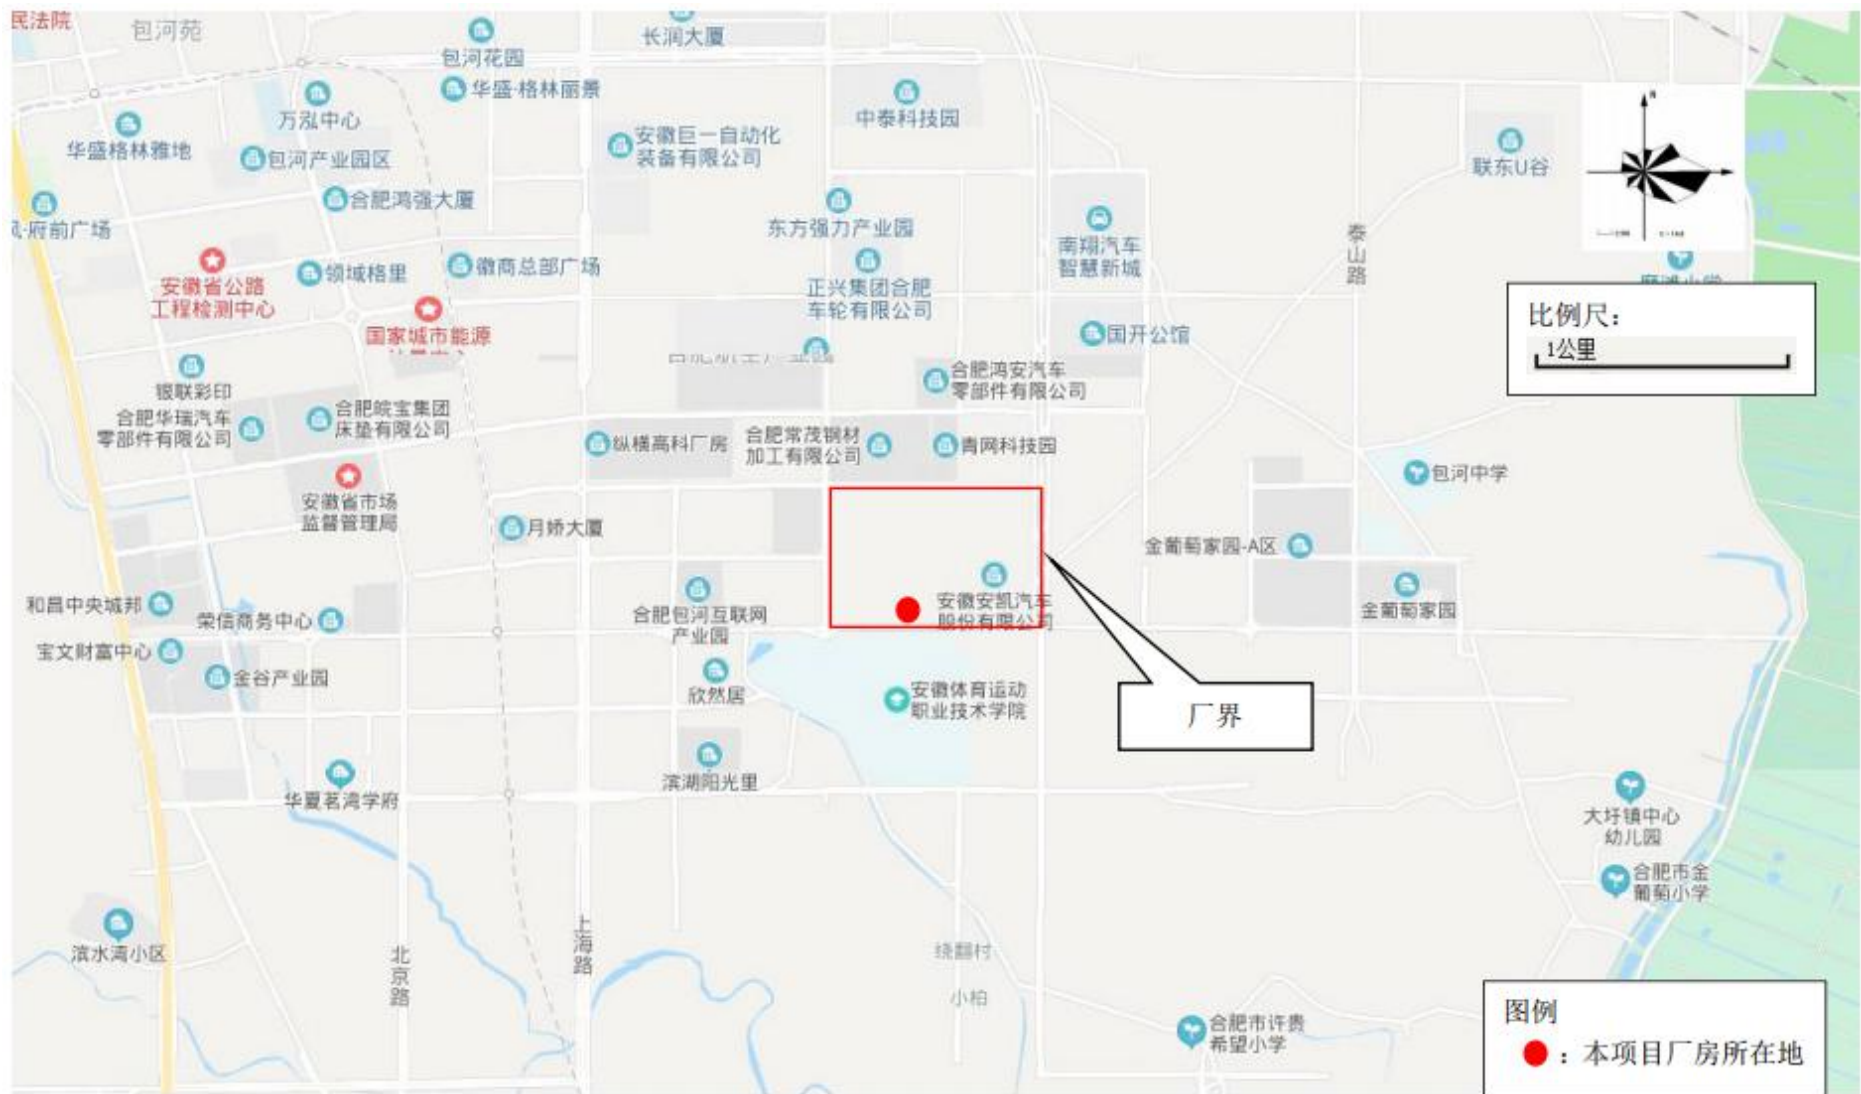 民法院
包河苑
包河花园
长润大厦
华盛·格林丽景
中泰科技园
万泓中心
华盛格林雅地
包河产业园区
安徽巨一自动化
装备有限公司
联东U谷
N
合肥鸿强大厦
府前广场
东方强力产业园
南翔汽车
智慧新城
泰山路
安徽省公路
工程检测中心
领域格里
徽商总部广场
正兴集团合肥
车轮有限公司
国家城市能源
国开公馆
比例尺：
1公里
银联彩印
合肥鸿安汽车
零部件有限公司
合肥华瑞汽车
零部件有限公司
合肥皖宝集团
床垫有限公司
纵横高科厂房
合肥常茂钢材
加工有限公司
青网科技园
包河中学
安徽省市场
监督管理局
月娇大厦
金葡萄家园-A区
和昌中央城邦
荣信商务中心
合肥包河互联网
产业园
安徽安凯汽车
股份有限公司
金葡萄家园
宝文财富中心
金谷产业园
欣然居
安徽体育运动
职业技术学院
厂界
华夏茗湾学府
滨湖阳光里
大圩镇中心
幼儿园
合肥市金
葡萄小学
滨水湾小区
北京路
上海路
绕翻村
小柏
合肥市许贵
希望小学
图例
：本项目厂房所在地